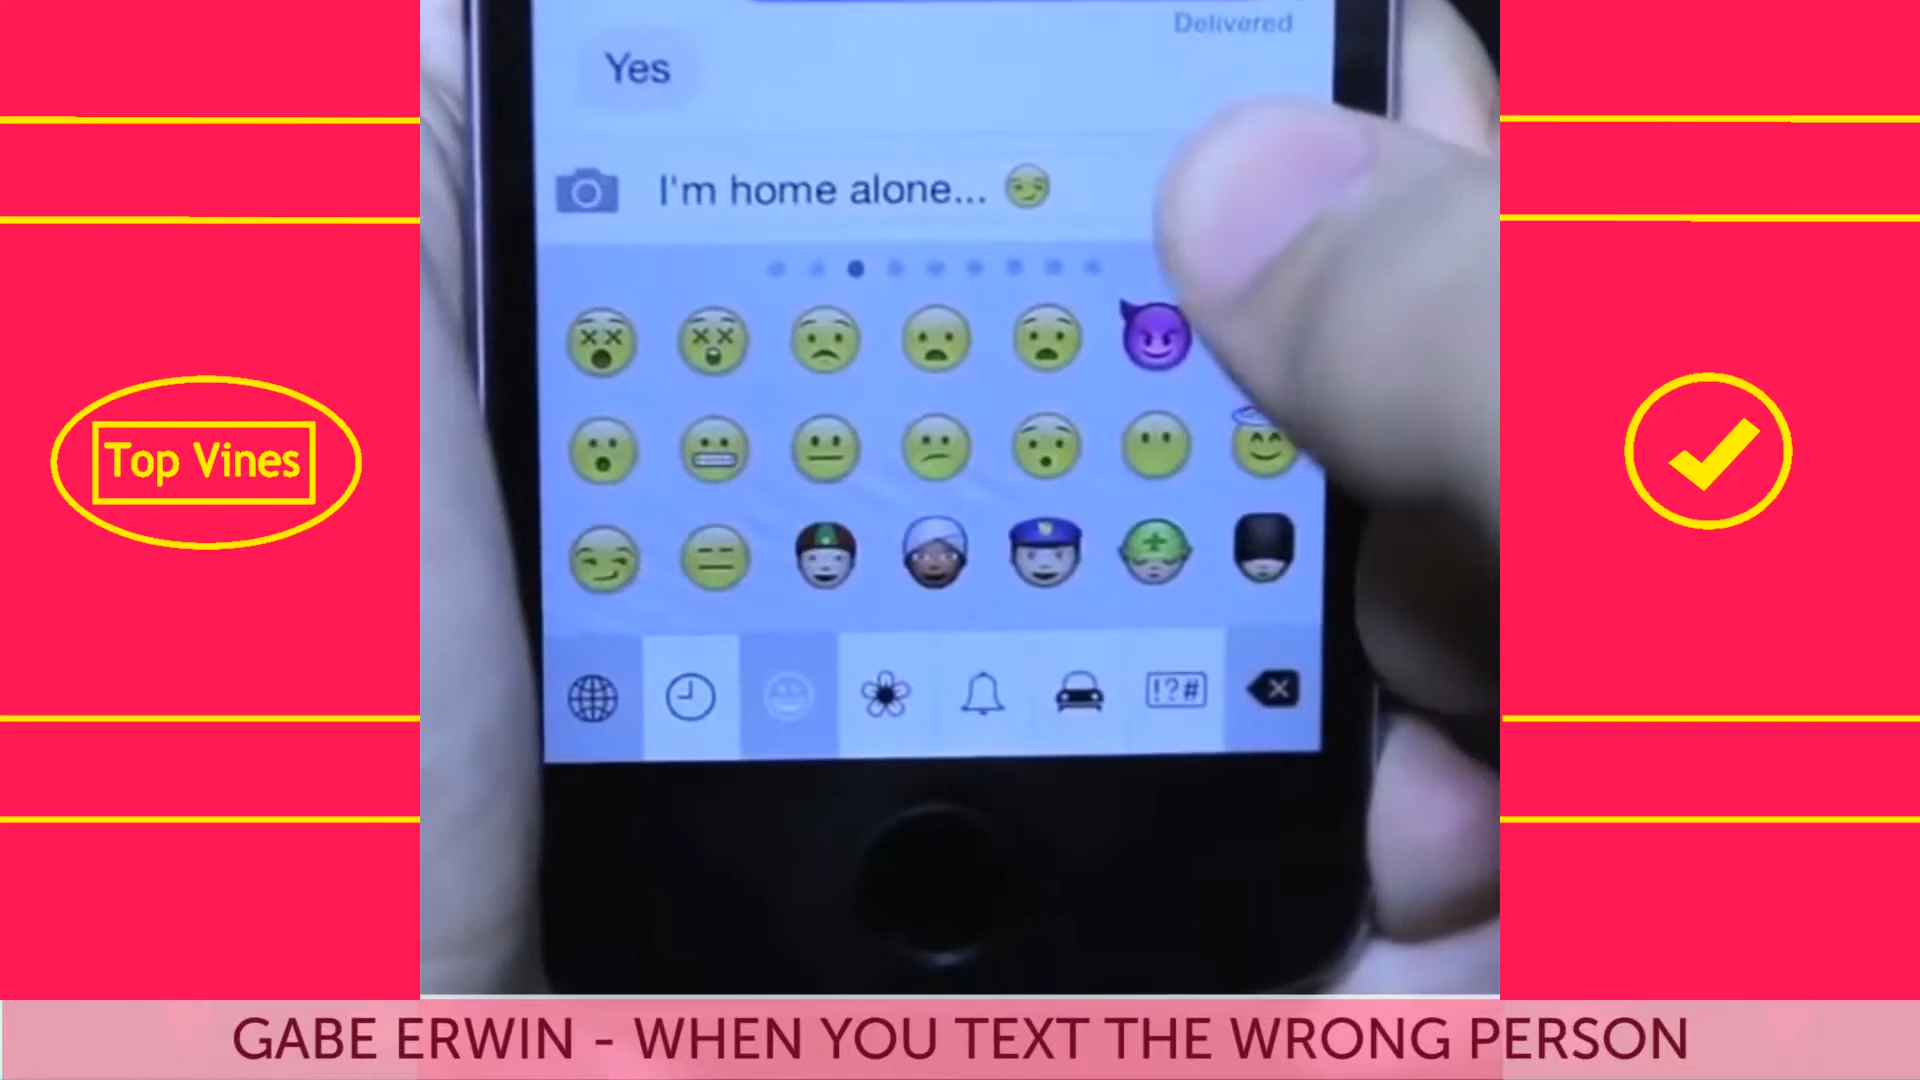 Delivered
Yes
I'm home alone... 😏
!?#
Top Vines
GABE ERWIN - WHEN YOU TEXT THE WRONG PERSON